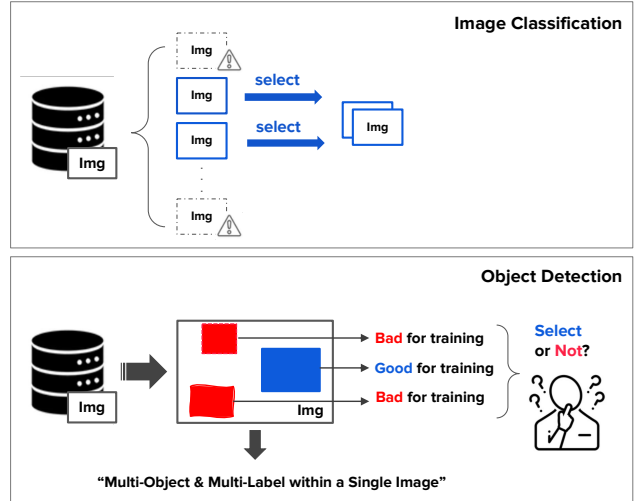 Image Classification
Img
Img
select
Img
select
Img
Img
Img
Object Detection
Img
Img
Bad for training
Good for training
Bad for training
Select
or Not?
? ? ? ?
“Multi-Object & Multi-Label within a Single Image”